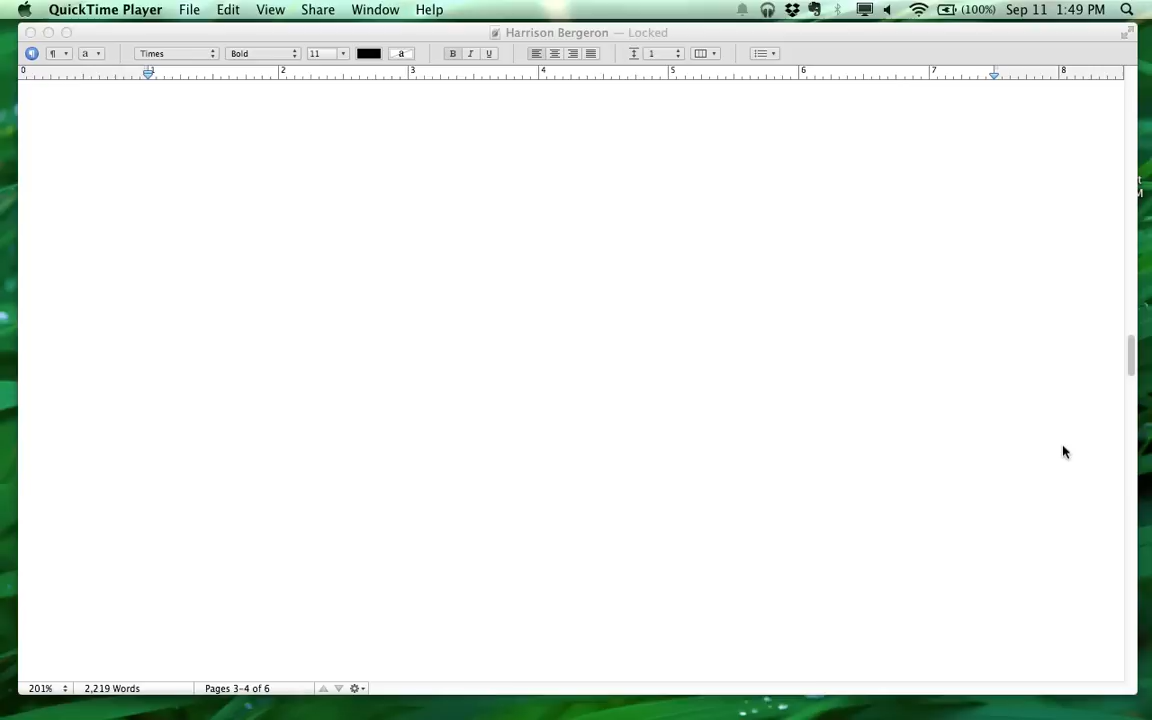 QuickTime Player File Edit View Share Window Help (100%) Sep 11 1:49 PM
Harrison Bergeron — Locked
¶ a Times Bold 11 a B I U 1
0 1 2 3 4 5 6 7 8
201% 2,219 Words Pages 3-4 of 6